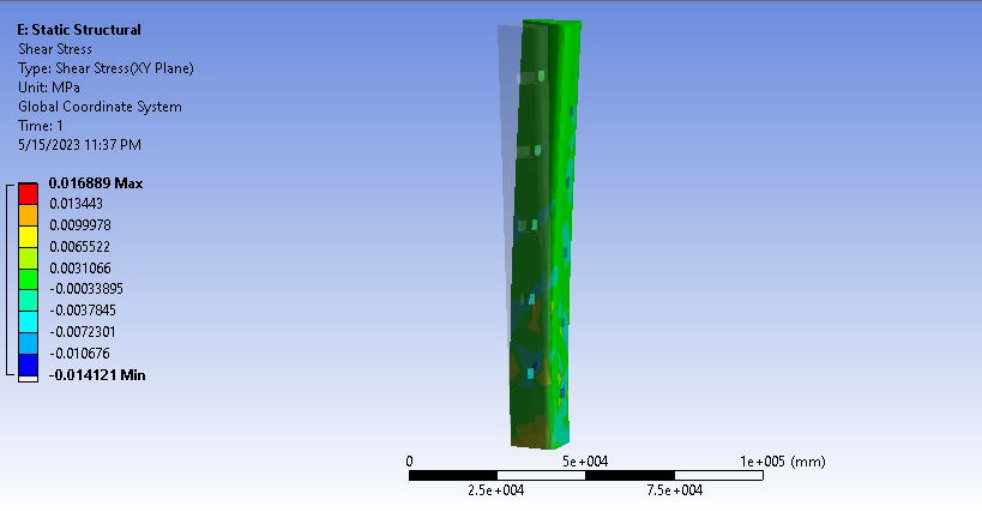 E: Static Structural
Shear Stress
Type: Shear Stress(XY Plane)
Unit: MPa
Global Coordinate System
Time: 1
5/15/2023 11:37 PM
0.016889 Max
0.013443
0.0099978
0.0065522
0.0031066
-0.00033895
-0.0037845
-0.0072301
-0.010676
-0.014121 Min
0 5e+004 1e+005 (mm)
2.5e+004 7.5e+004